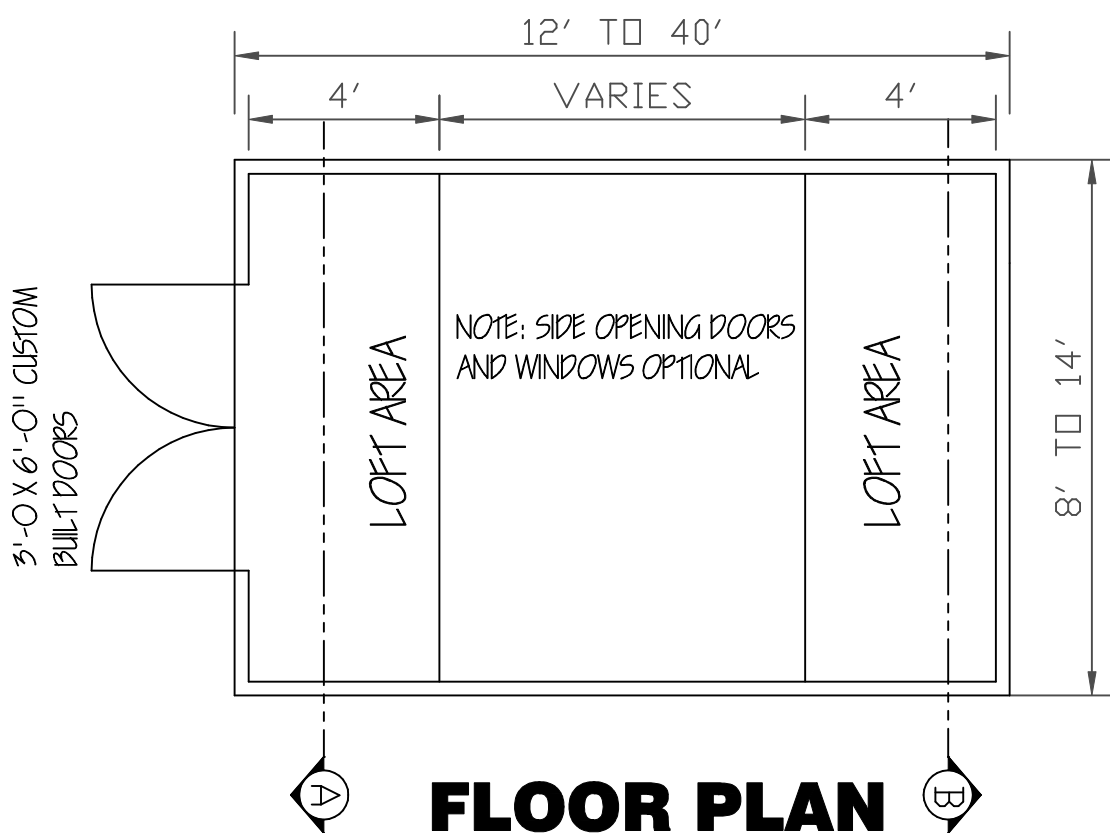 12' TO 40'
4'
VARIES
4'
3'-0 X 6'-0" CUSTOM
BUILT DOORS
LOFT AREA
NOTE: SIDE OPENING DOORS
AND WINDOWS OPTIONAL
LOFT AREA
8' TO 14'
A
FLOOR PLAN
B